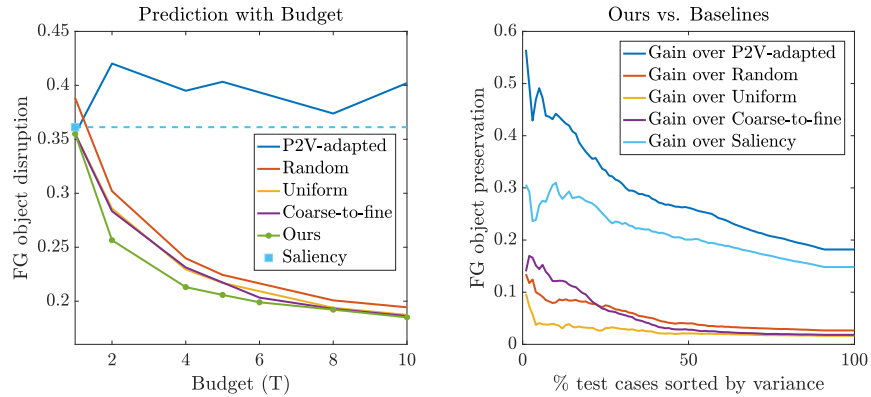 Prediction with Budget
0.45
0.4
0.35
0.3
0.25
0.2
FG object disruption
2
4
6
8
10
Budget (T)
P2V-adapted
Random
Uniform
Coarse-to-fine
Ours
Saliency
Ours vs. Baselines
0.6
0.5
0.4
0.3
0.2
0.1
0
FG object preservation
0
50
100
% test cases sorted by variance
Gain over P2V-adapted
Gain over Random
Gain over Uniform
Gain over Coarse-to-fine
Gain over Saliency